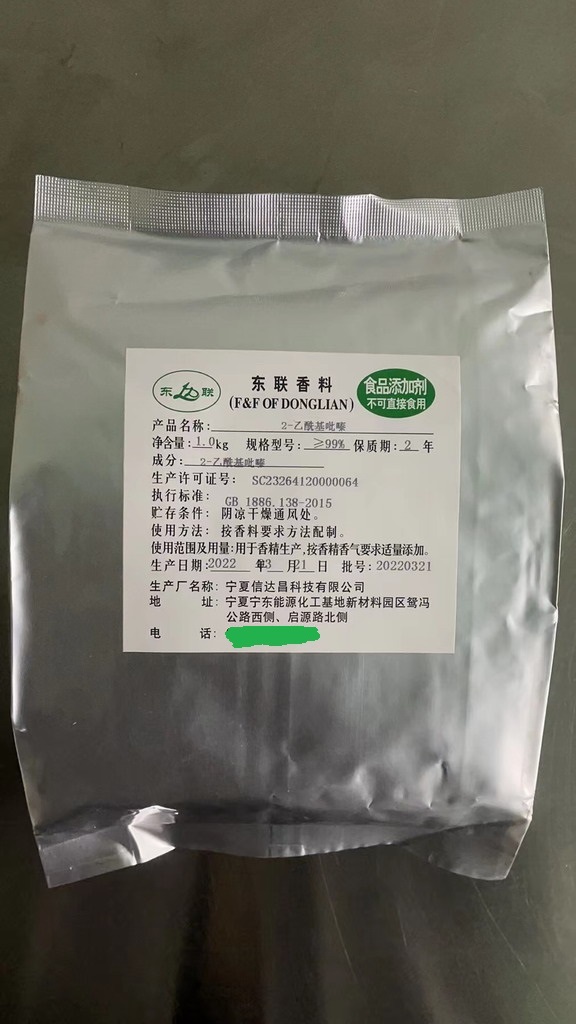 东 联
东联香料
(F&F OF DONGLIAN)
食品添加剂
不可直接食用
产品名称: 2-乙酰基吡嗪
净含量: 1.0kg 规格型号: ≥99% 保质期: 2 年
成分: 2-乙酰基吡嗪
生产许可证号: SC23264120000064
执行标准: GB 1886.138-2015
贮存条件: 阴凉干燥通风处。
使用方法: 按香料要求方法配制。
使用范围及用量:用于香精生产,按香精香气要求适量添加。
生产日期:2022 年3 月21 日 批号: 20220321
生产厂名称: 宁夏信达昌科技有限公司
地 址: 宁夏宁东能源化工基地新材料园区鸳冯
公路西侧、启源路北侧
电 话: